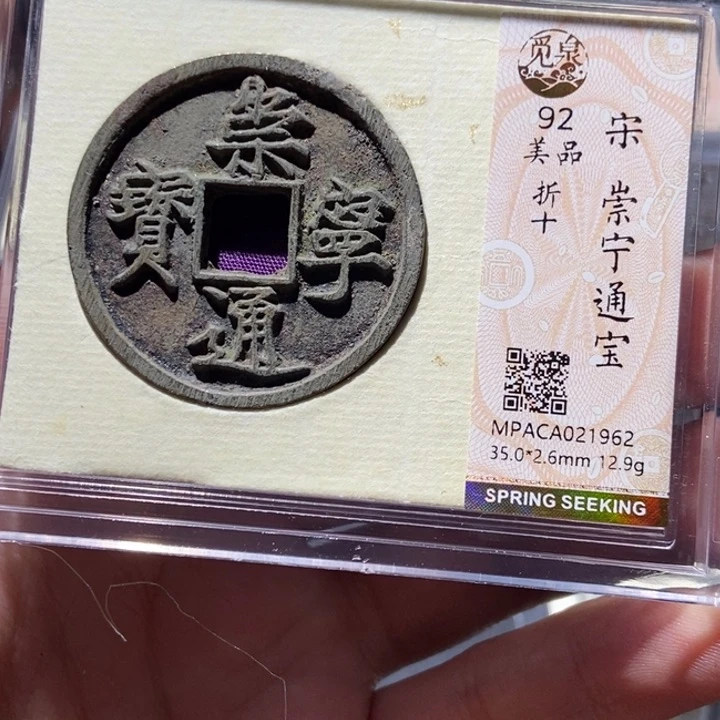 崇
寧
通
寶
觅泉
92
美品
折十
宋 崇宁通宝
MPACA021962
35.0*2.6mm 12.9g
SPRING SEEKING